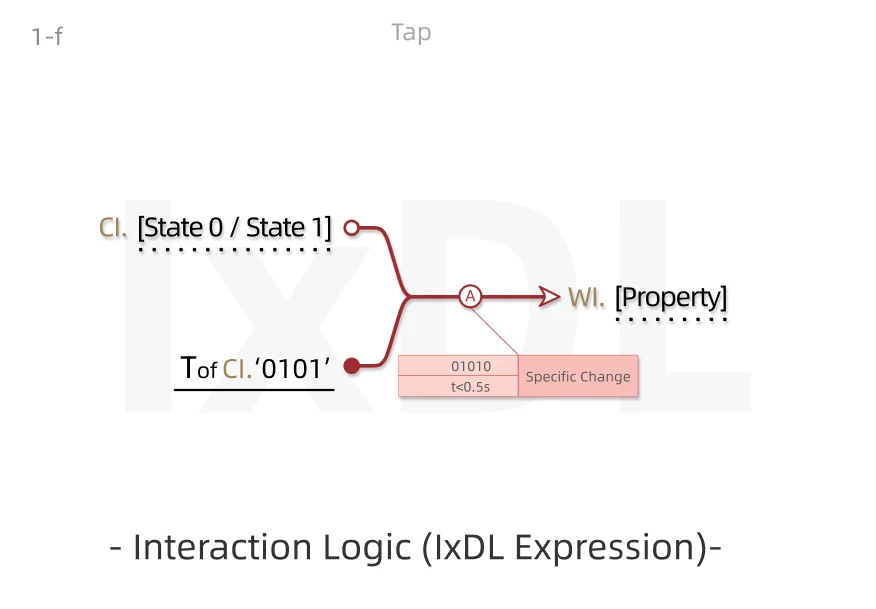 1-f
Tap
IxDL
CI. [State 0 / State 1]
A
WI. [Property]
T of CI.‘0101’
01010
t<0.5s
Specific Change
- Interaction Logic (IxDL Expression)-